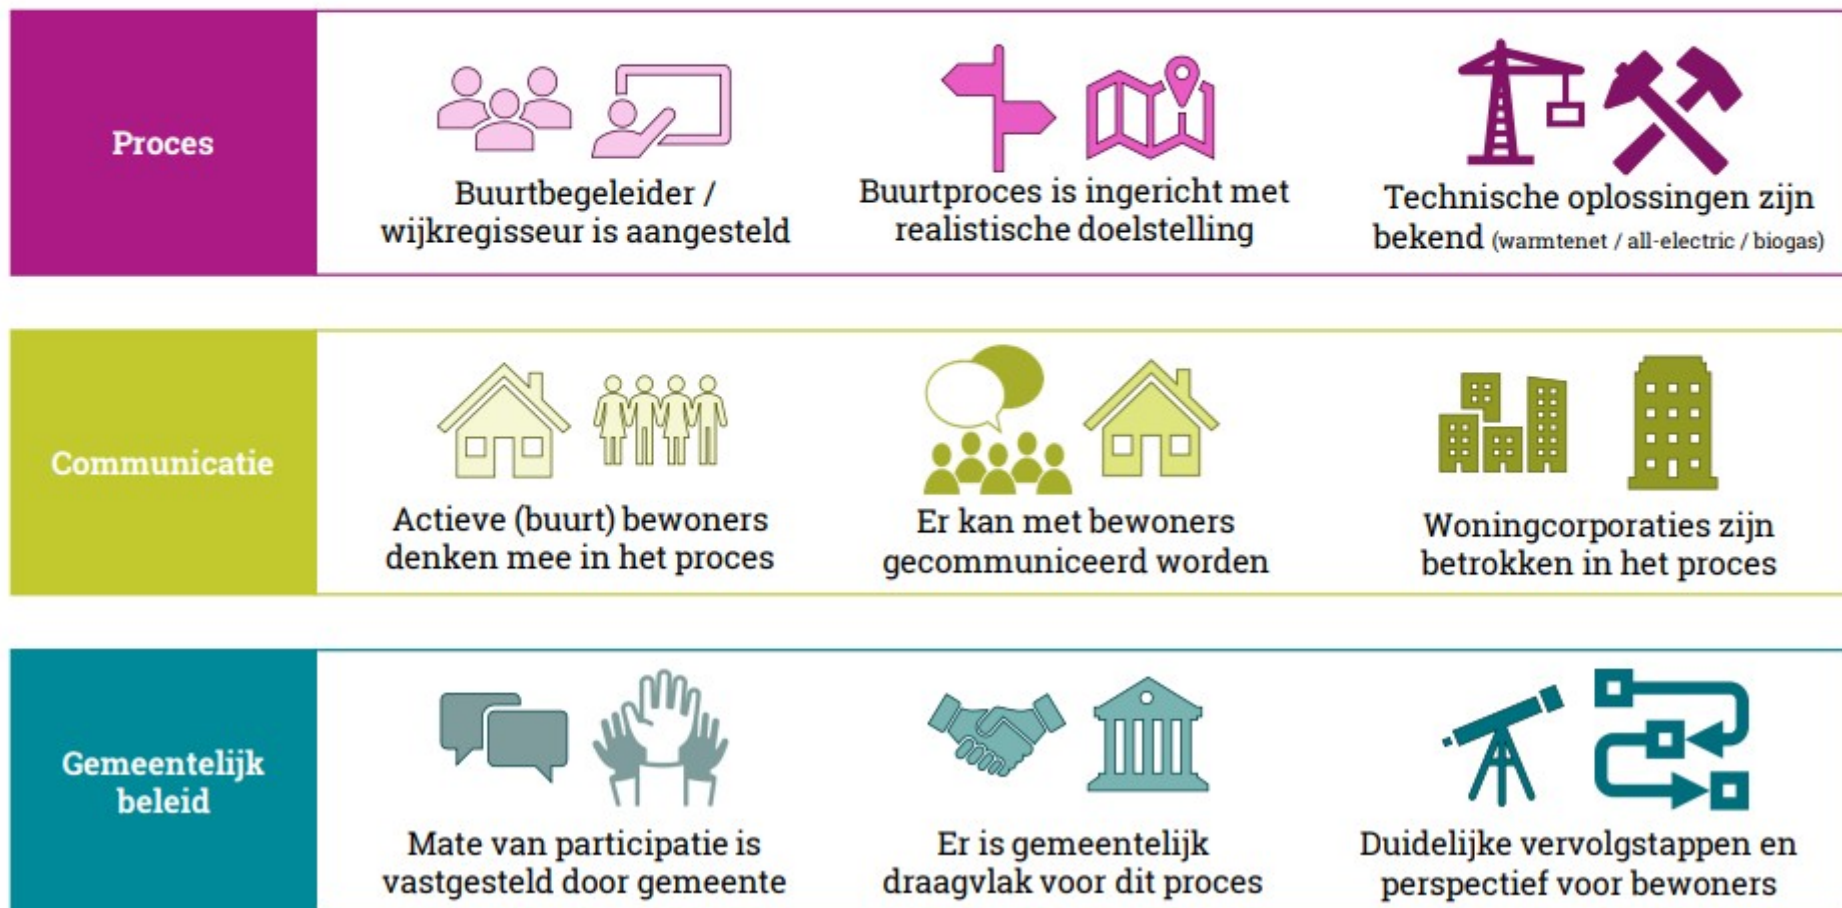 Proces
Buurtbegeleider /
wijkregisseur is aangesteld
Buurtproces is ingericht met
realistische doelstelling
Technische oplossingen zijn
bekend (warmtenet / all-electric / biogas)
Communicatie
Actieve (buurt) bewoners
denken mee in het proces
Er kan met bewoners
gecommuniceerd worden
Woningcorporaties zijn
betrokken in het proces
Gemeentelijk
beleid
Mate van participatie is
vastgesteld door gemeente
Er is gemeentelijk
draagvlak voor dit proces
Duidelijke vervolgstappen en
perspectief voor bewoners